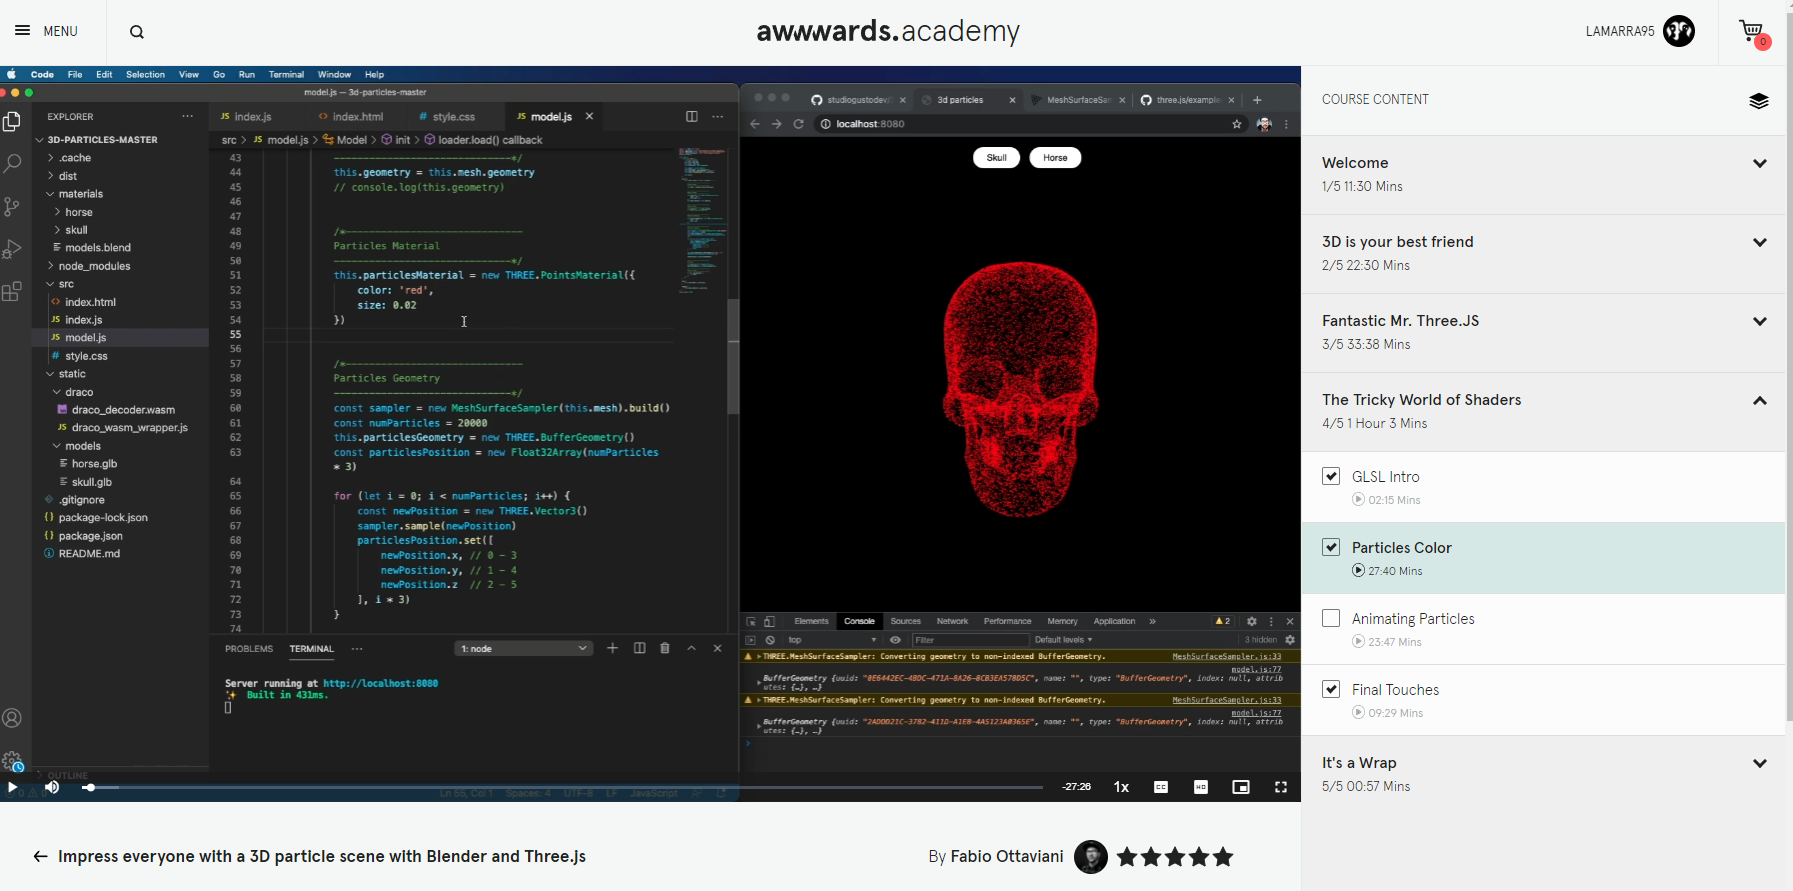 MENU
awwwards.academy
LAMARRA95
0
Code File Edit Selection View Go Run Terminal Window Help
model.js — 3d-particles-master
EXPLORER
3D-PARTICLES-MASTER
.cache
dist
materials
horse
skull
models.blend
node_modules
src
index.html
index.js
model.js
style.css
static
draco
draco_decoder.wasm
draco_wasm_wrapper.js
models
horse.glb
skull.glb
.gitignore
package-lock.json
package.json
README.md
OUTLINE
JS index.js <> index.html # style.css JS model.js
src > JS model.js > Model > init > loader.load() callback
43 ------------------------------*/
44 this.geometry = this.mesh.geometry
45 // console.log(this.geometry)
46
47
48 /*------------------------------
49 Particles Material
50 ------------------------------*/
51 this.particlesMaterial = new THREE.PointsMaterial({
52 color: 'red',
53 size: 0.02
54 })
55
56
57 /*------------------------------
58 Particles Geometry
59 ------------------------------*/
60 const sampler = new MeshSurfaceSampler(this.mesh).build()
61 const numParticles = 20000
62 this.particlesGeometry = new THREE.BufferGeometry()
63 const particlesPosition = new Float32Array(numParticles
* 3)
64
65 for (let i = 0; i < numParticles; i++) {
66 const newPosition = new THREE.Vector3()
67 sampler.sample(newPosition)
68 particlesPosition.set([
69 newPosition.x, // 0 - 3
70 newPosition.y, // 1 - 4
71 newPosition.z // 2 - 5
72 ], i * 3)
73 }
74
PROBLEMS TERMINAL ··· 1: node
Server running at http://localhost:8080
Built in 431ms.
Ln 55, Col 1 Spaces: 4 UTF-8 LF JavaScript
studiogustodev/ 3d particles MeshSurfaceSam three.js/example
localhost:8080
Skull Horse
Elements Console Sources Network Performance Memory Application » 2
top Filter Default levels 3 hidden
THREE.MeshSurfaceSampler: Converting geometry to non-indexed BufferGeometry. MeshSurfaceSampler.js:33
model.js:77
BufferGeometry {uuid: "0E6442EC-4BDC-471A-8A26-0CB3EA578D5C", name: "", type: "BufferGeometry", index: null, attrib
utes: {…}, …}
THREE.MeshSurfaceSampler: Converting geometry to non-indexed BufferGeometry. MeshSurfaceSampler.js:33
model.js:77
BufferGeometry {uuid: "2ADDD21C-3782-411D-A1E8-4A5123A0365E", name: "", type: "BufferGeometry", index: null, attrib
utes: {…}, …}
-27:26 1x CC HD
Impress everyone with a 3D particle scene with Blender and Three.js
By Fabio Ottaviani
COURSE CONTENT
Welcome
1/5 11:30 Mins
3D is your best friend
2/5 22:30 Mins
Fantastic Mr. Three.JS
3/5 33:38 Mins
The Tricky World of Shaders
4/5 1 Hour 3 Mins
GLSL Intro
02:15 Mins
Particles Color
27:40 Mins
Animating Particles
23:47 Mins
Final Touches
09:29 Mins
It's a Wrap
5/5 00:57 Mins